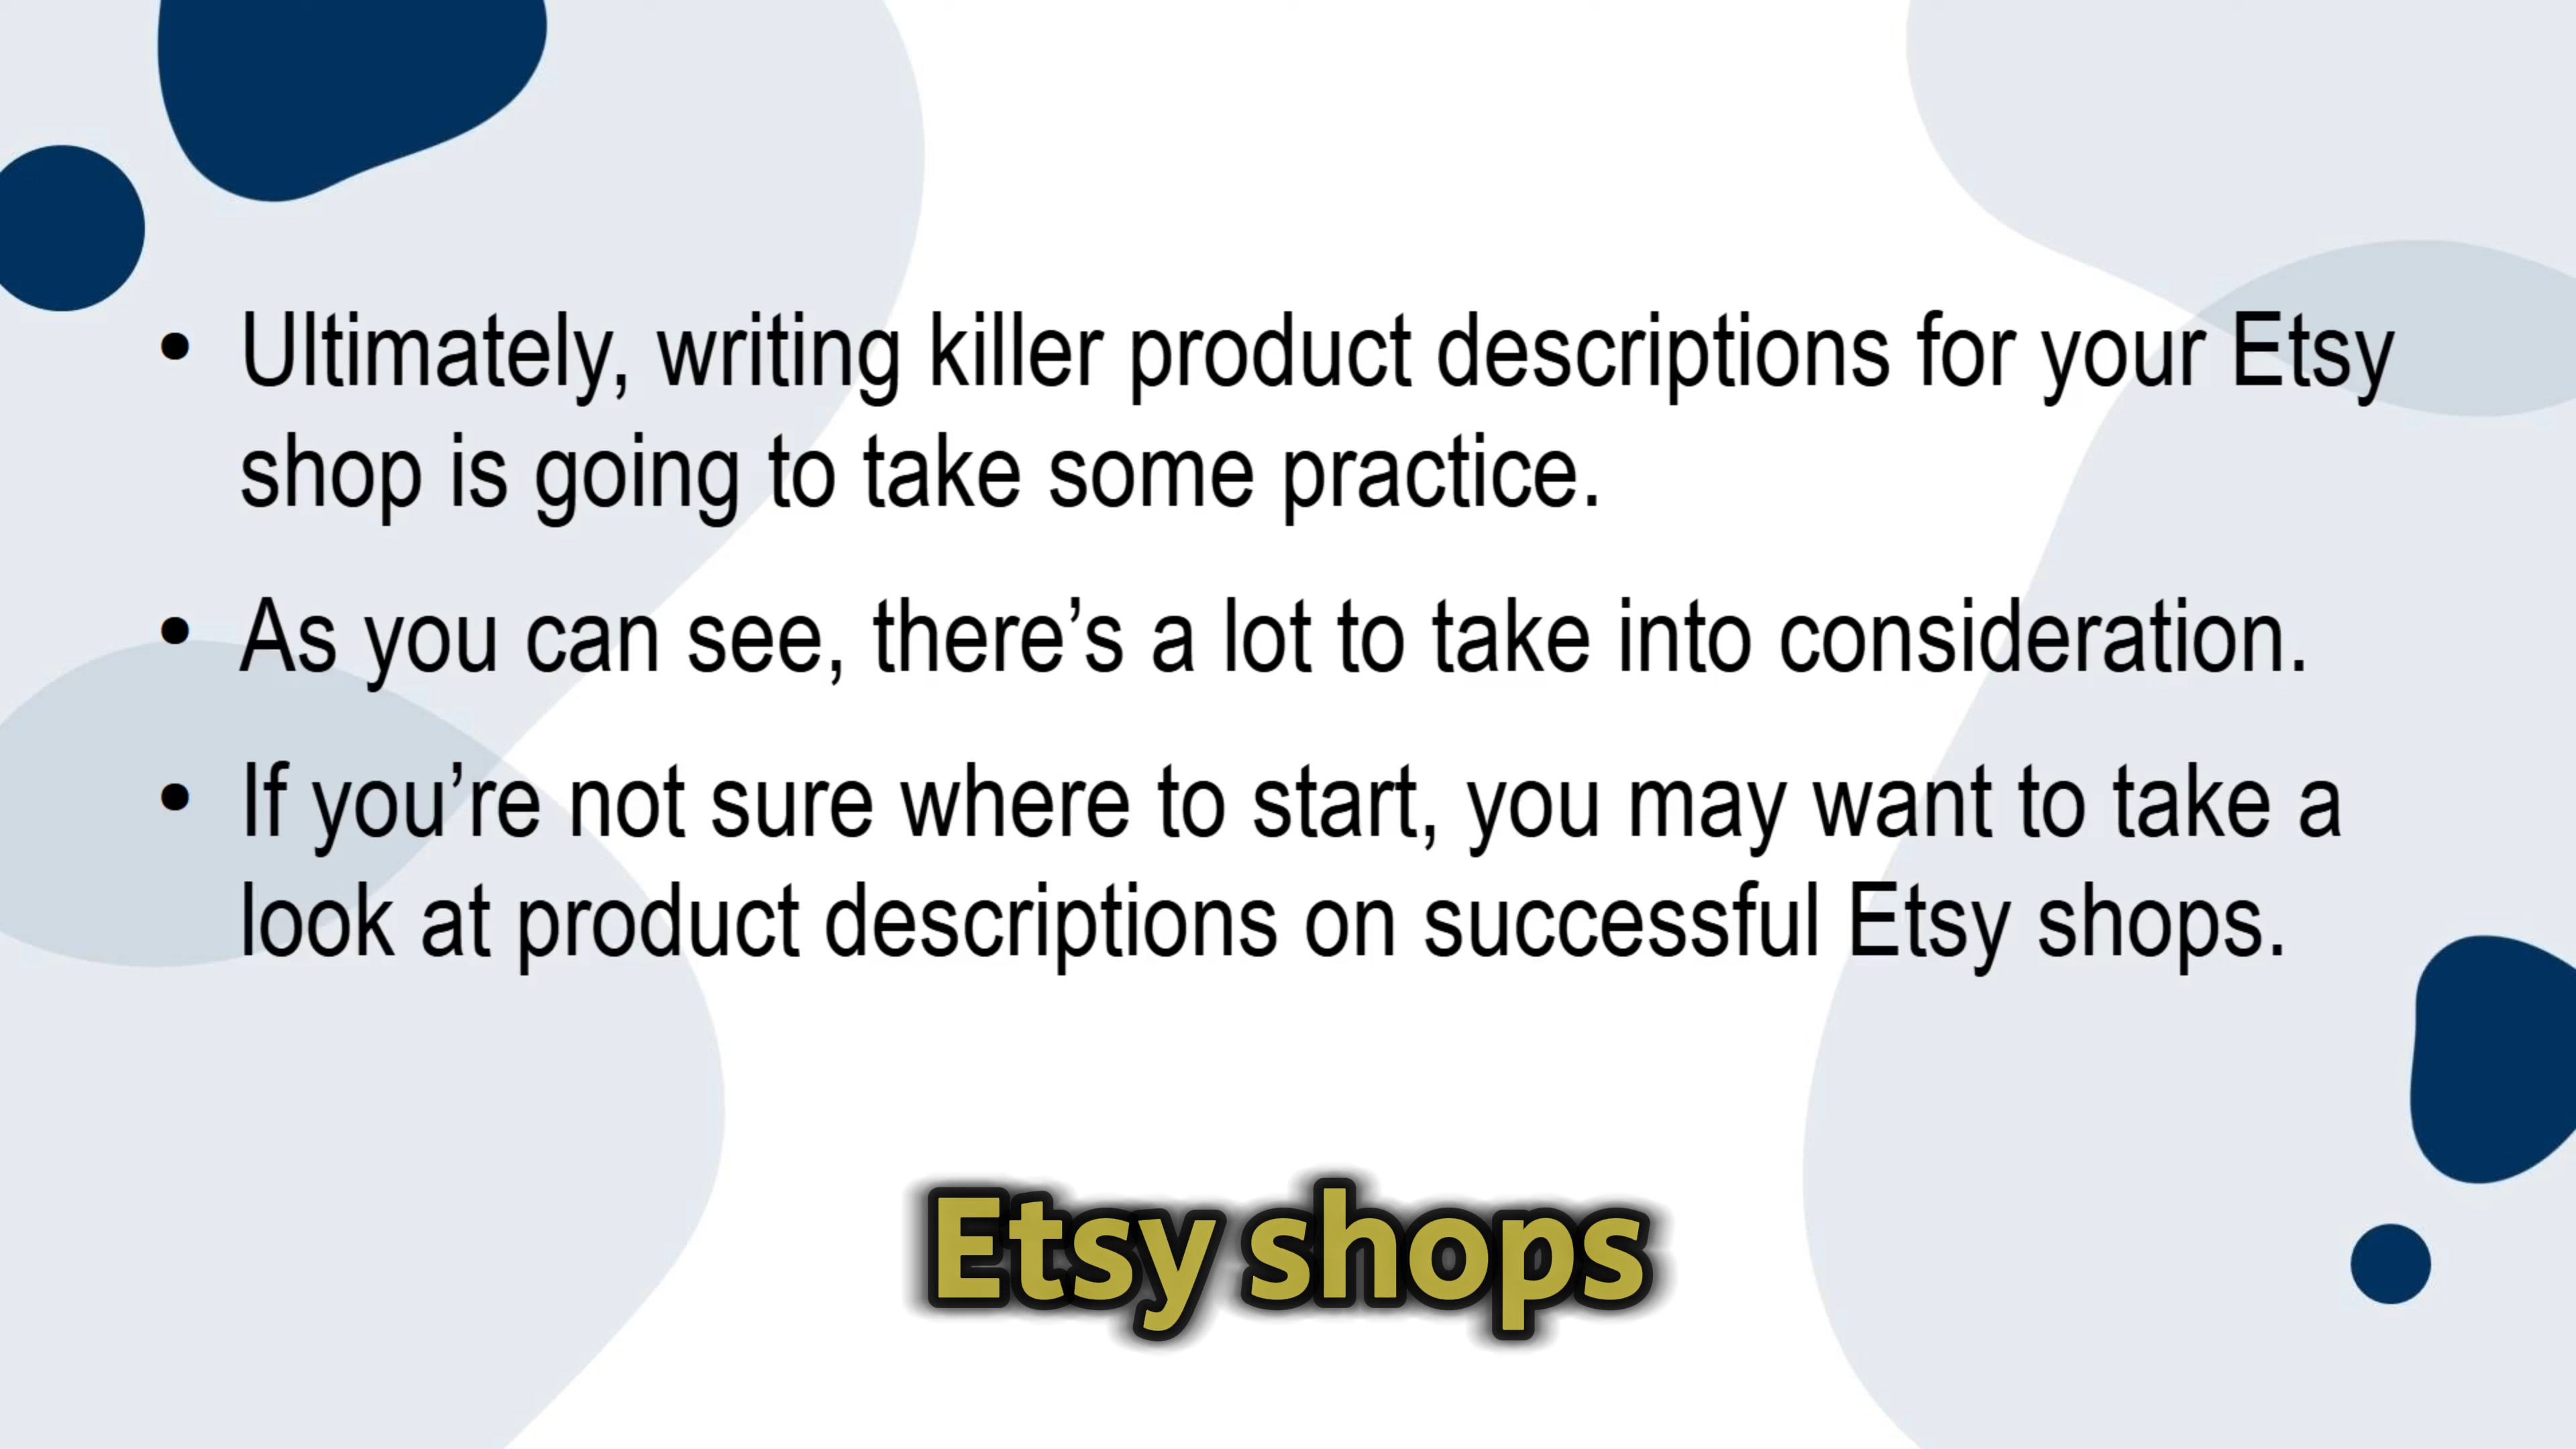 • Ultimately, writing killer product descriptions for your Etsy
shop is going to take some practice.
• As you can see, there’s a lot to take into consideration.
• If you’re not sure where to start, you may want to take a
look at product descriptions on successful Etsy shops.
Etsy shops